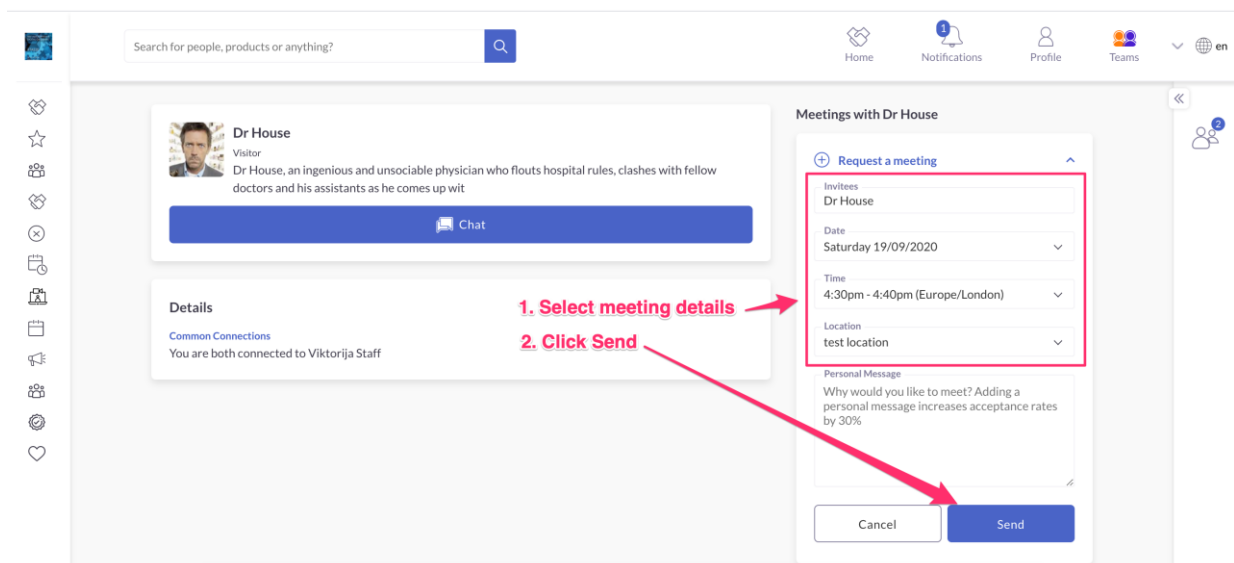 Search for people, products or anything?
1
Home
Notifications
Profile
Teams
en
2
Dr House
Visitor
Dr House, an ingenious and unsociable physician who flouts hospital rules, clashes with fellow
doctors and his assistants as he comes up wit
Chat
Details
Common Connections
You are both connected to Viktorija Staff
1. Select meeting details
2. Click Send
Meetings with Dr House
Request a meeting
Invitees
Dr House
Date
Saturday 19/09/2020
Time
4:30pm - 4:40pm (Europe/London)
Location
test location
Personal Message
Why would you like to meet? Adding a
personal message increases acceptance rates
by 30%
Cancel
Send